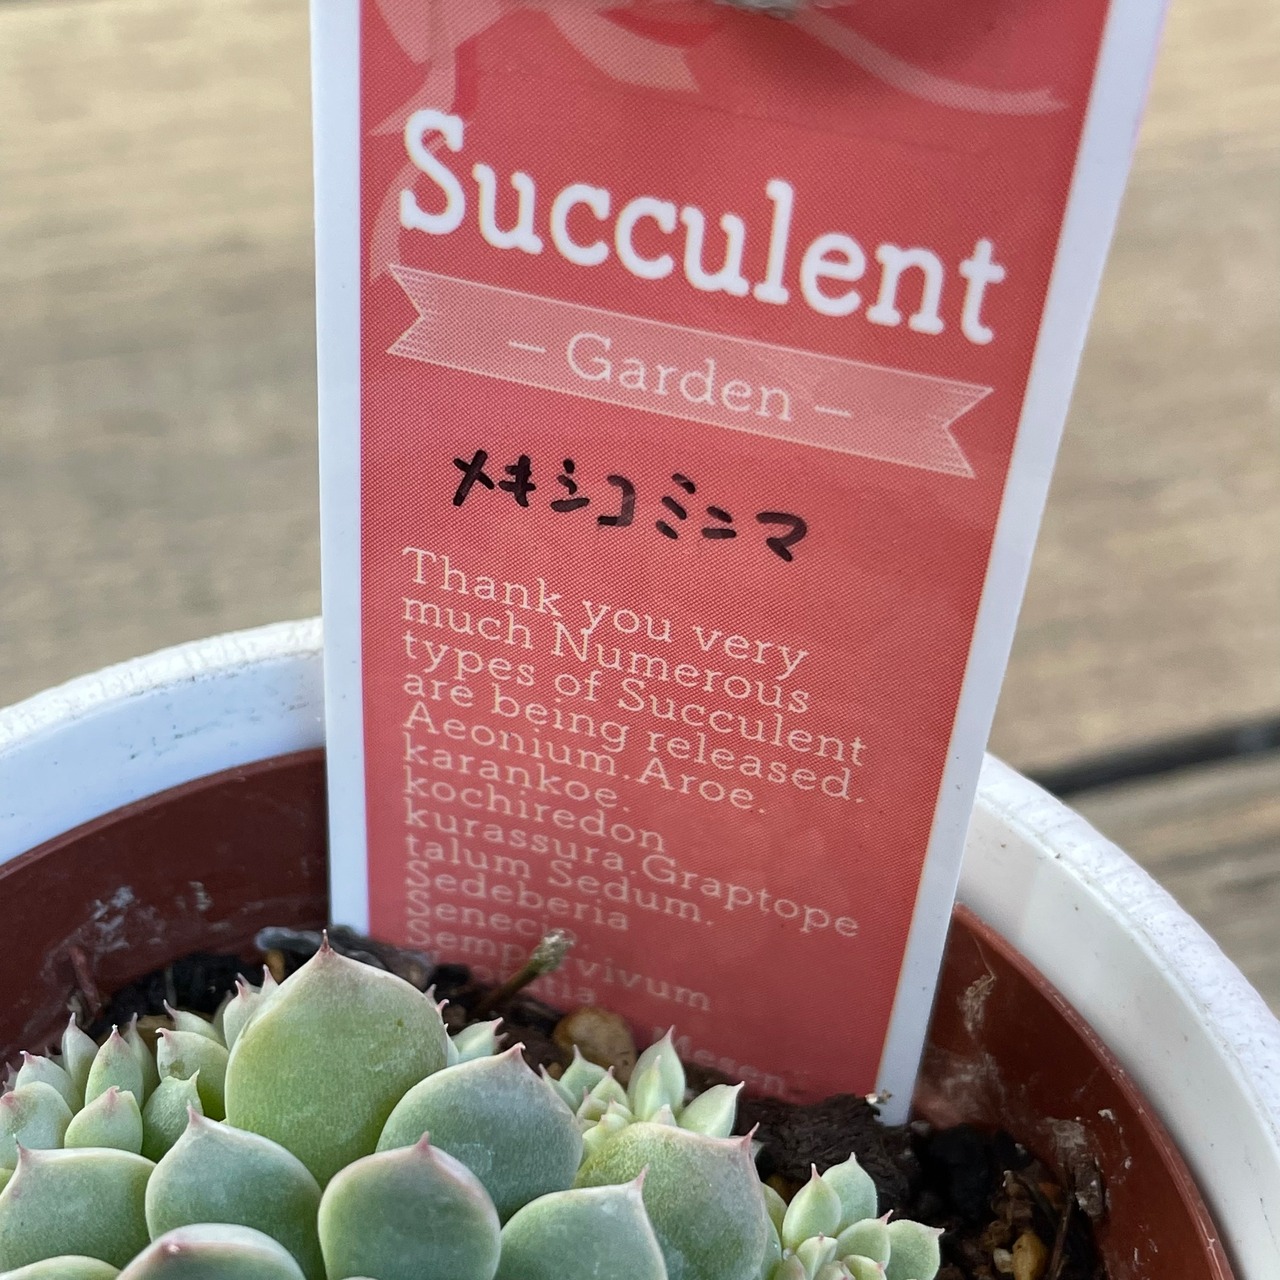 Succulent
– Garden –
メキシコミニマ
Thank you very
much Numerous
types of Succulent
are being released.
Aeonium.Aroe.
karankoe.
kochiredon
kurassura.Graptope
talum Sedum.
Sedeberia
Mesen